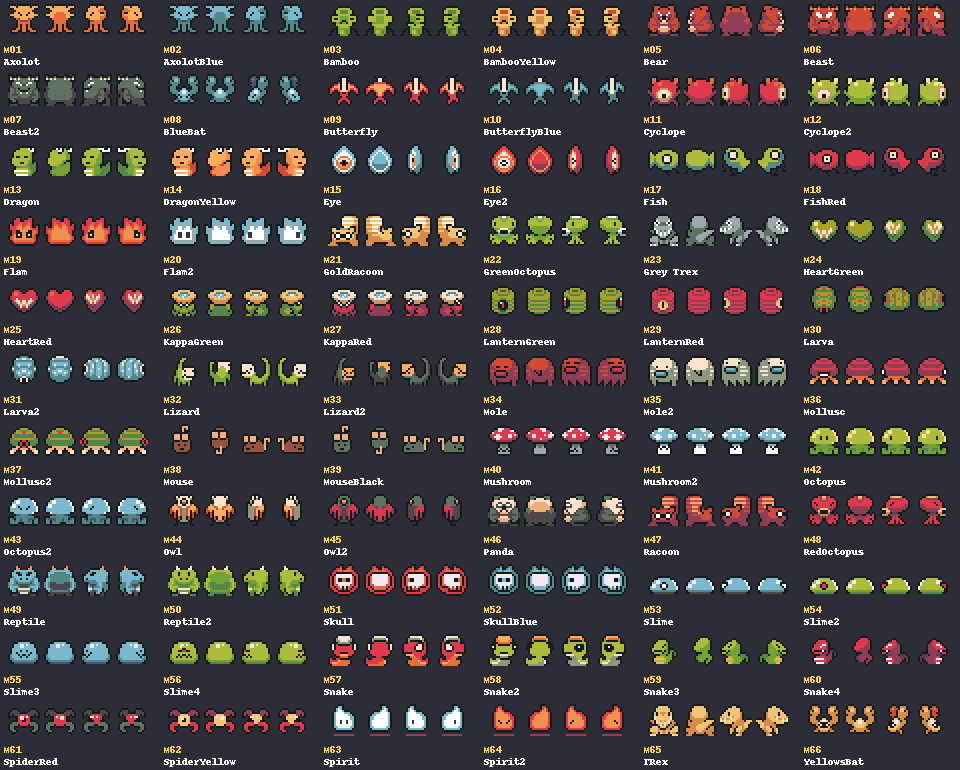 M01 M02 M03 M04 M05 M06
Axolot AxolotBlue Bamboo BambooYellow Bear Beast
M07 M08 M09 M10 M11 M12
Beast2 BlueBat Butterfly ButterflyBlue Cyclope Cyclope2
M13 M14 M15 M16 M17 M18
Dragon DragonYellow Eye Eye2 Fish FishRed
M19 M20 M21 M22 M23 M24
Flam Flam2 GoldRacoon GreenOctopus Grey Trex HeartGreen
M25 M26 M27 M28 M29 M30
HeartRed KappaGreen KappaRed LanternGreen LanternRed Larva
M31 M32 M33 M34 M35 M36
Larva2 Lizard Lizard2 Mole Mole2 Mollusc
M37 M38 M39 M40 M41 M42
Mollusc2 Mouse MouseBlack Mushroom Mushroom2 Octopus
M43 M44 M45 M46 M47 M48
Octopus2 Owl Owl2 Panda Racoon RedOctopus
M49 M50 M51 M52 M53 M54
Reptile Reptile2 Skull SkullBlue Slime Slime2
M55 M56 M57 M58 M59 M60
Slime3 Slime4 Snake Snake2 Snake3 Snake4
M61 M62 M63 M64 M65 M66
SpiderRed SpiderYellow Spirit Spirit2 TRex YellowsBat